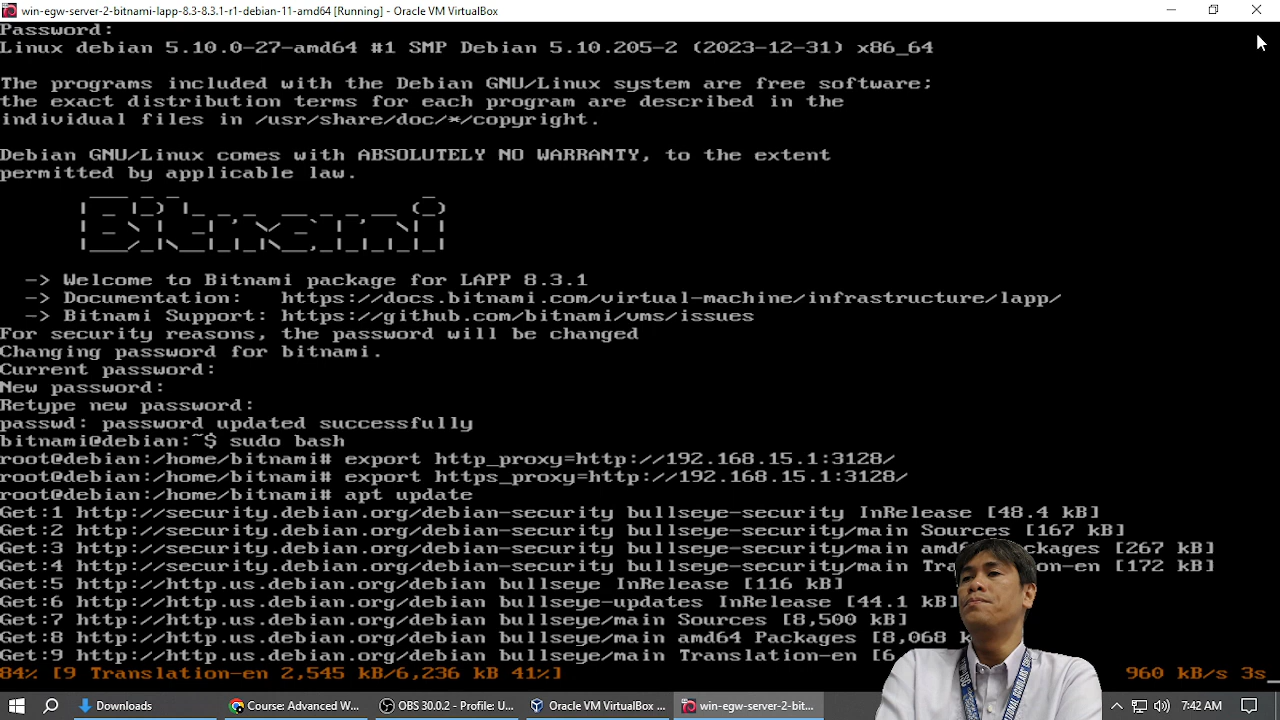 win-egw-server-2-bitnami-lapp-8.3-8.3.1-r1-debian-11-amd64 [Running] - Oracle VM VirtualBox
Password:
Linux debian 5.10.0-27-amd64 #1 SMP Debian 5.10.205-2 (2023-12-31) x86_64
The programs included with the Debian GNU/Linux system are free software;
the exact distribution terms for each program are described in the
individual files in /usr/share/doc/*/copyright.
Debian GNU/Linux comes with ABSOLUTELY NO WARRANTY, to the extent
permitted by applicable law.
Bitnami
-> Welcome to Bitnami package for LAPP 8.3.1
-> Documentation: https://docs.bitnami.com/virtual-machine/infrastructure/lapp/
-> Bitnami Support: https://github.com/bitnami/vms/issues
For security reasons, the password will be changed
Changing password for bitnami.
Current password:
New password:
Retype new password:
passwd: password updated successfully
bitnami@debian:~$ sudo bash
root@debian:/home/bitnami# export http_proxy=http://192.168.15.1:3128/
root@debian:/home/bitnami# export https_proxy=http://192.168.15.1:3128/
root@debian:/home/bitnami# apt update
Get:1 http://security.debian.org/debian-security bullseye-security InRelease [48.4 kB]
Get:2 http://security.debian.org/debian-security bullseye-security/main Sources [167 kB]
Get:3 http://security.debian.org/debian-security bullseye-security/main amd64 Packages [267 kB]
Get:4 http://security.debian.org/debian-security bullseye-security/main Translation-en [172 kB]
Get:5 http://http.us.debian.org/debian bullseye InRelease [116 kB]
Get:6 http://http.us.debian.org/debian bullseye-updates InRelease [44.1 kB]
Get:7 http://http.us.debian.org/debian bullseye/main Sources [8,500 kB]
Get:8 http://http.us.debian.org/debian bullseye/main amd64 Packages [8,068 k
Get:9 http://http.us.debian.org/debian bullseye/main Translation-en [6
84% [9 Translation-en 2,545 kB/6,236 kB 41%] 960 kB/s 3s
Downloads
Course: Advanced W...
OBS 30.0.2 - Profile: U...
Oracle VM VirtualBox ...
win-egw-server-2-bit...
7:42 AM